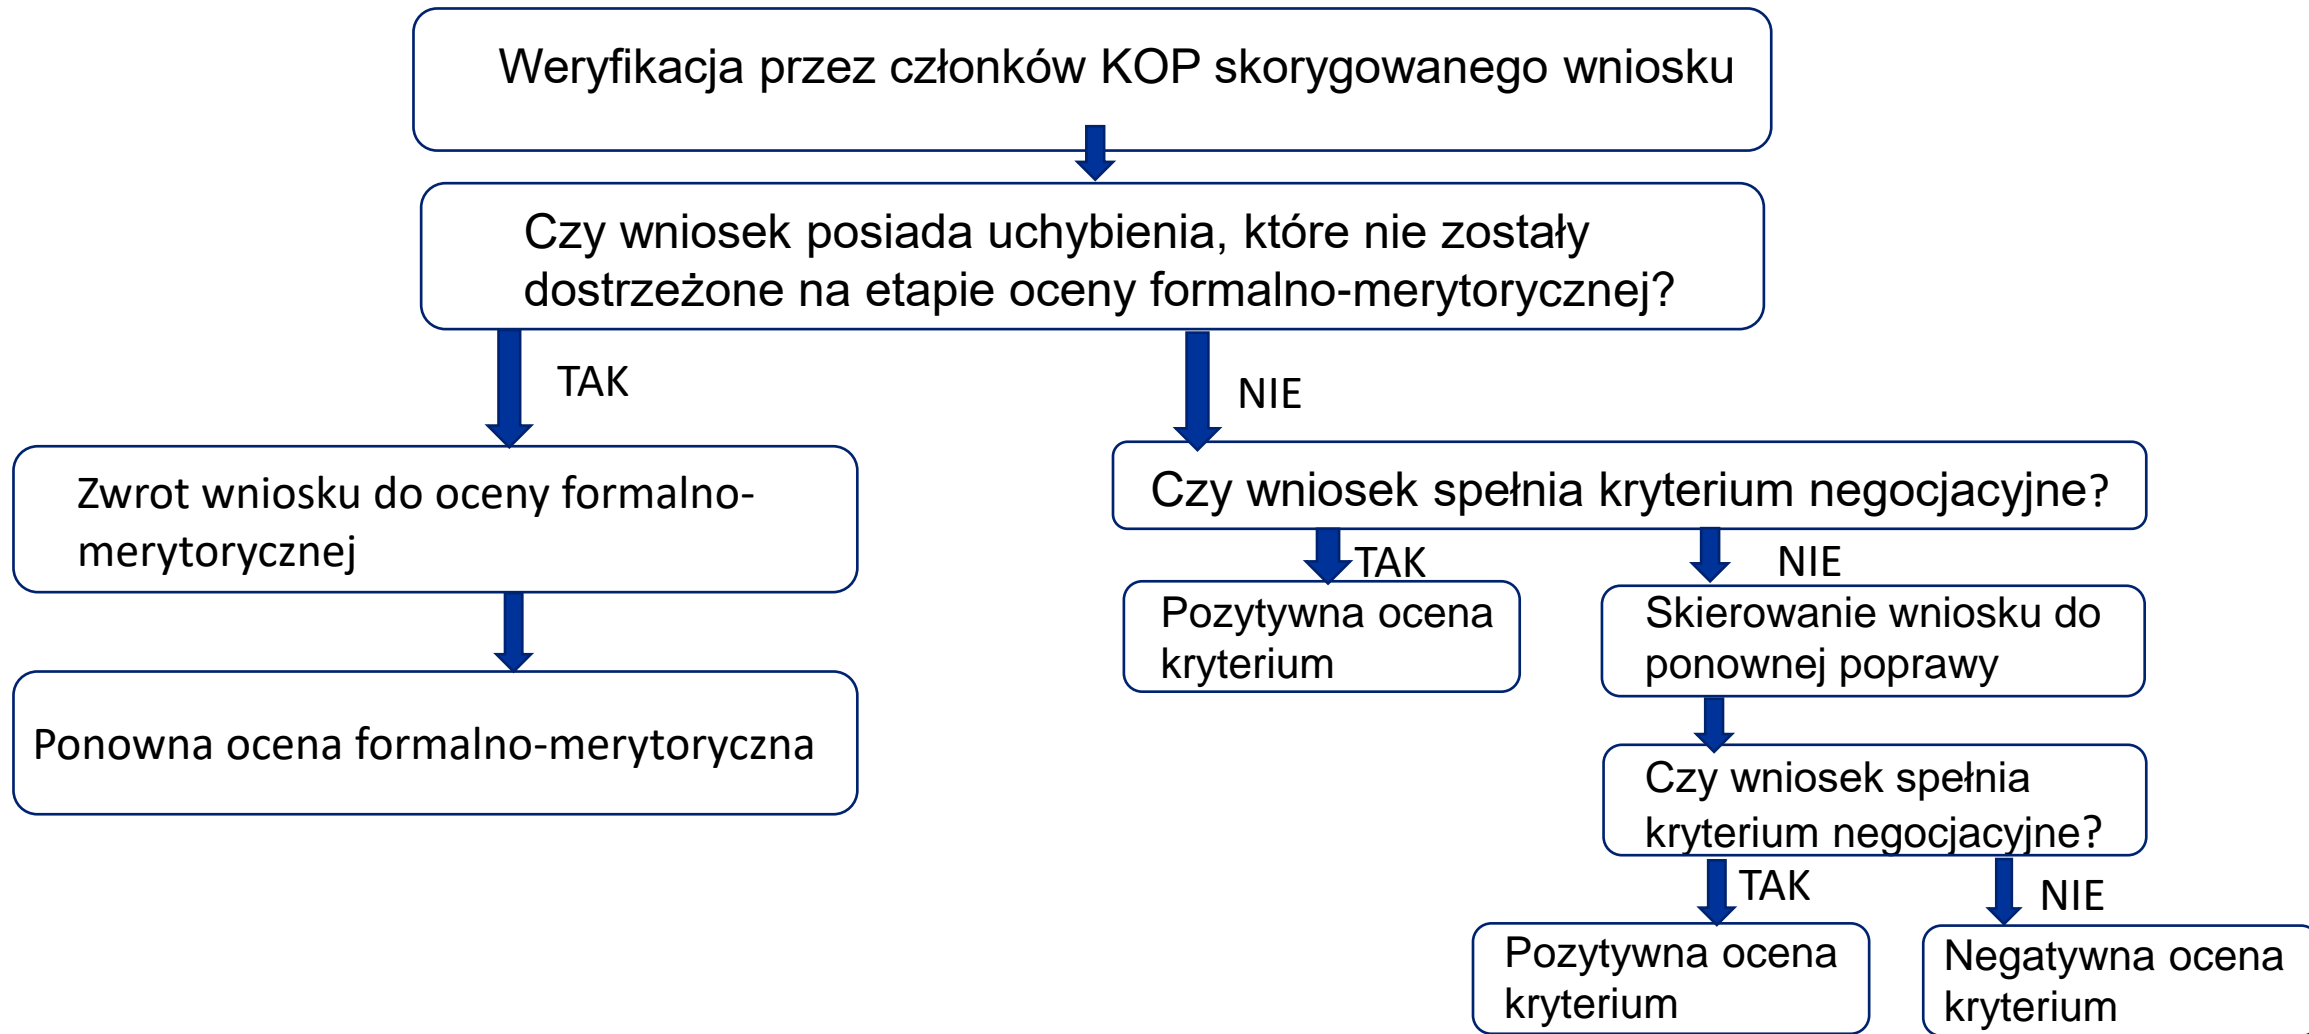 Weryfikacja przez członków KOP skorygowanego wniosku
Czy wniosek posiada uchybienia, które nie zostały
dostrzeżone na etapie oceny formalno-merytorycznej?
TAK
NIE
Zwrot wniosku do oceny formalno-
merytorycznej
Ponowna ocena formalno-merytoryczna
Czy wniosek spełnia kryterium negocjacyjne?
TAK
NIE
Pozytywna ocena
kryterium
Skierowanie wniosku do
ponownej poprawy
Czy wniosek spełnia
kryterium negocjacyjne?
TAK
NIE
Pozytywna ocena
kryterium
Negatywna ocena
kryterium